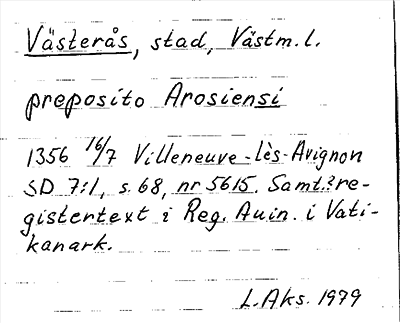 Västerås, stad, Västm.l.
preposito Arosiensi
1356 16/7 Villeneuve-lès-Avignon
SD 7:1, s. 68, nr 5615. Samt.? re-
gistertext i Reg. Auin. i Vati-
kanark.
L.Aks. 1979